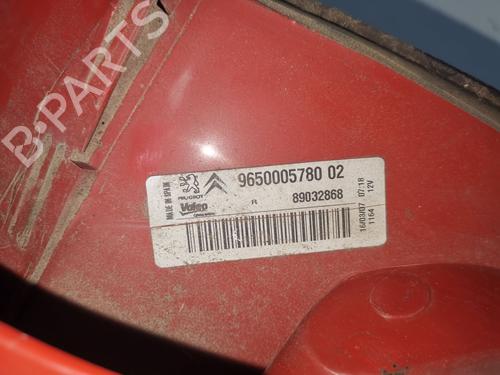 B-PARTS
MADE IN SPAIN
PEUGEOT
9650005780 02
Valeo
R
89032868
16/03/07 07:18
12V
1164